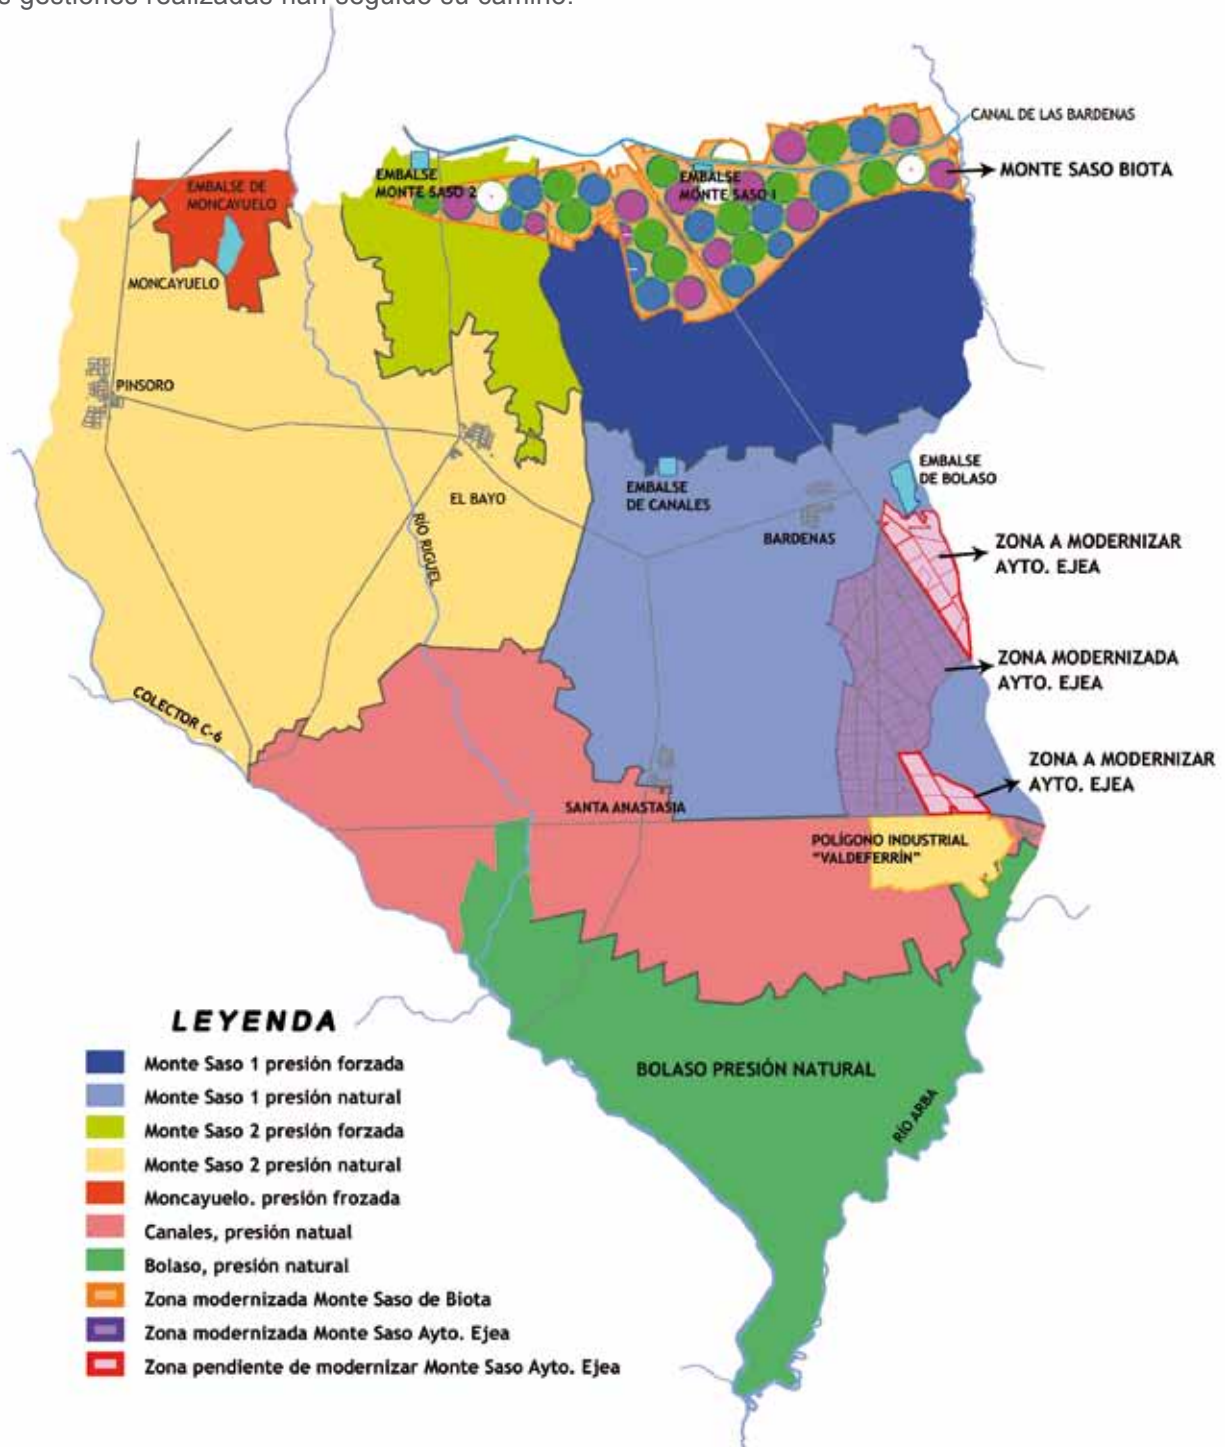 s gestiones realizadas han seguido su camino.
CANAL DE LAS BARDENAS
MONTE SASO BIOTA
EMBALSE
MONTE SASO 2
EMBALSE
MONTE SASO 1
EMBALSE DE
MONCAYUELO
MONCAYUELO
PINSORO
EL BAYO
RÍO RIGUEL
EMBALSE
DE CANALES
BARDENAS
EMBALSE
DE BOLASO
ZONA A MODERNIZAR
AYTO. EJEA
ZONA MODERNIZADA
AYTO. EJEA
COLECTOR C-6
ZONA A MODERNIZAR
AYTO. EJEA
SANTA ANASTASIA
POLÍGONO INDUSTRIAL
"VALDEFERRÍN"
BOLASO PRESIÓN NATURAL
RÍO ARBA
LEYENDA
Monte Saso 1 presión forzada
Monte Saso 1 presión natural
Monte Saso 2 presión forzada
Monte Saso 2 presión natural
Moncayuelo. presión frozada
Canales, presión natual
Bolaso, presión natural
Zona modernizada Monte Saso de Biota
Zona modernizada Monte Saso Ayto. Ejea
Zona pendiente de modernizar Monte Saso Ayto. Ejea